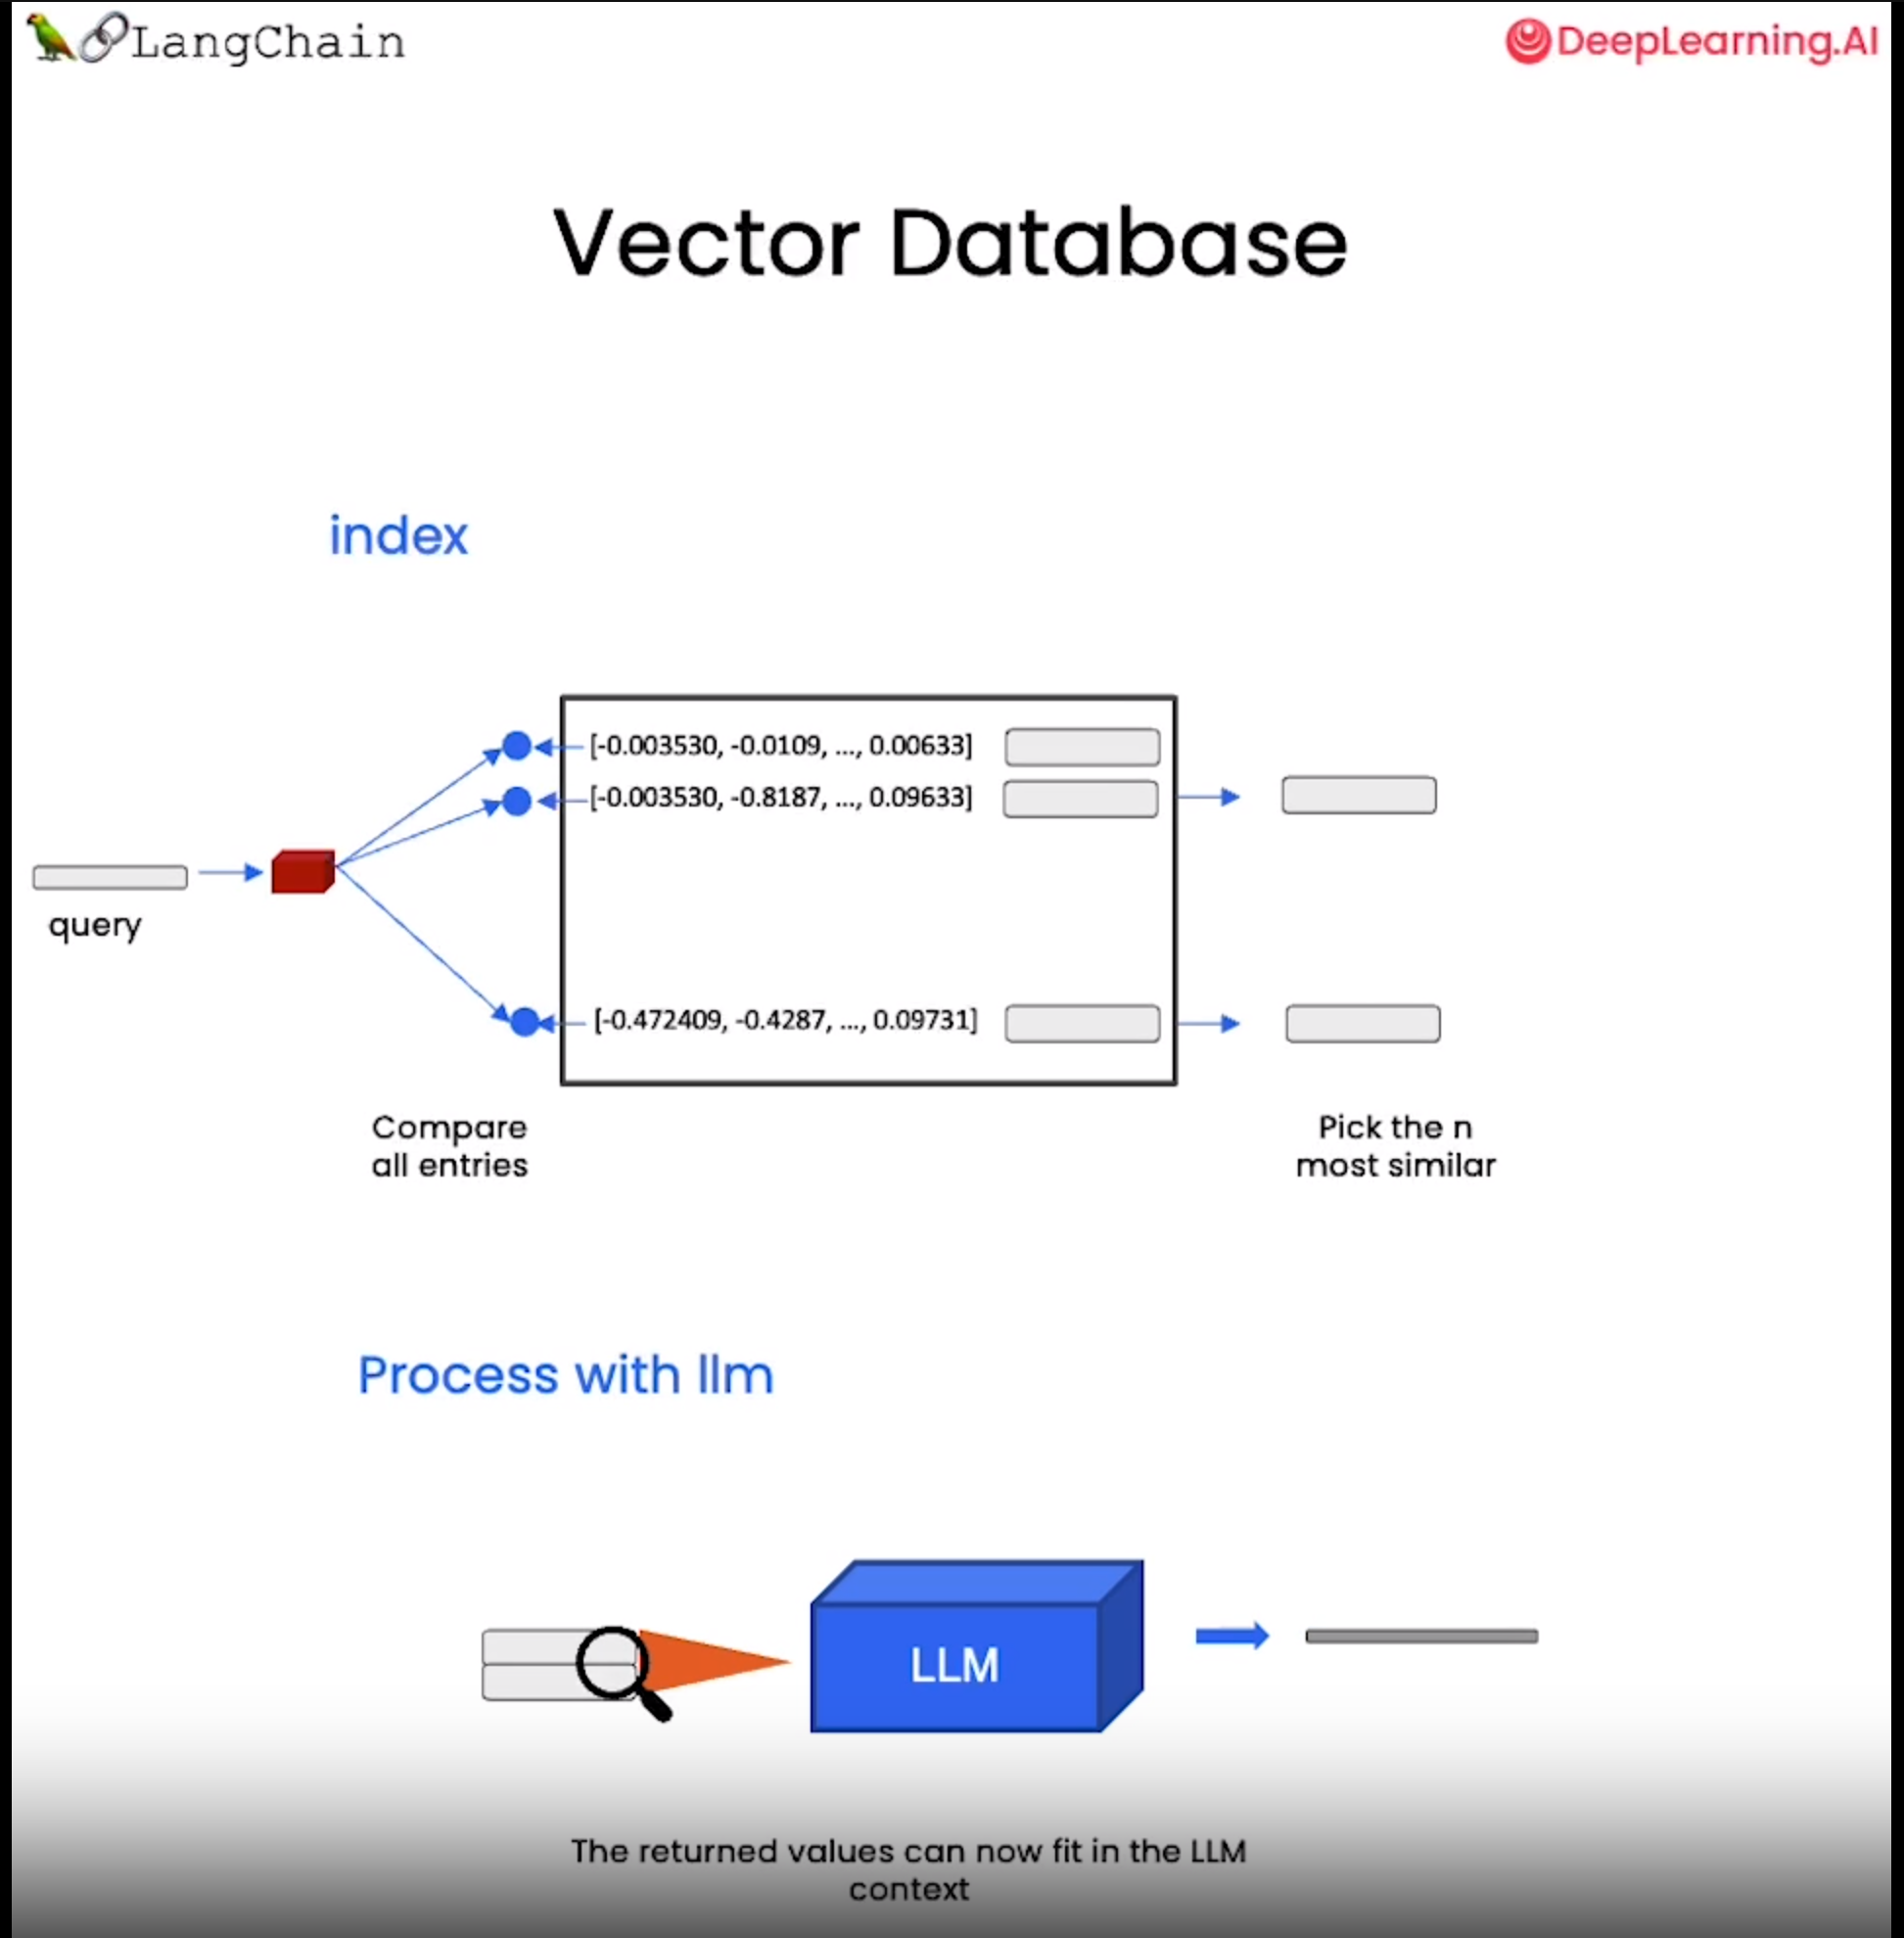 LangChain
DeepLearning.AI
Vector Database
index
[-0.003530, -0.0109, ..., 0.00633]
[-0.003530, -0.8187, ..., 0.09633]
query
[-0.472409, -0.4287, ..., 0.09731]
Compare
all entries
Pick the n
most similar
Process with llm
LLM
The returned values can now fit in the LLM
context